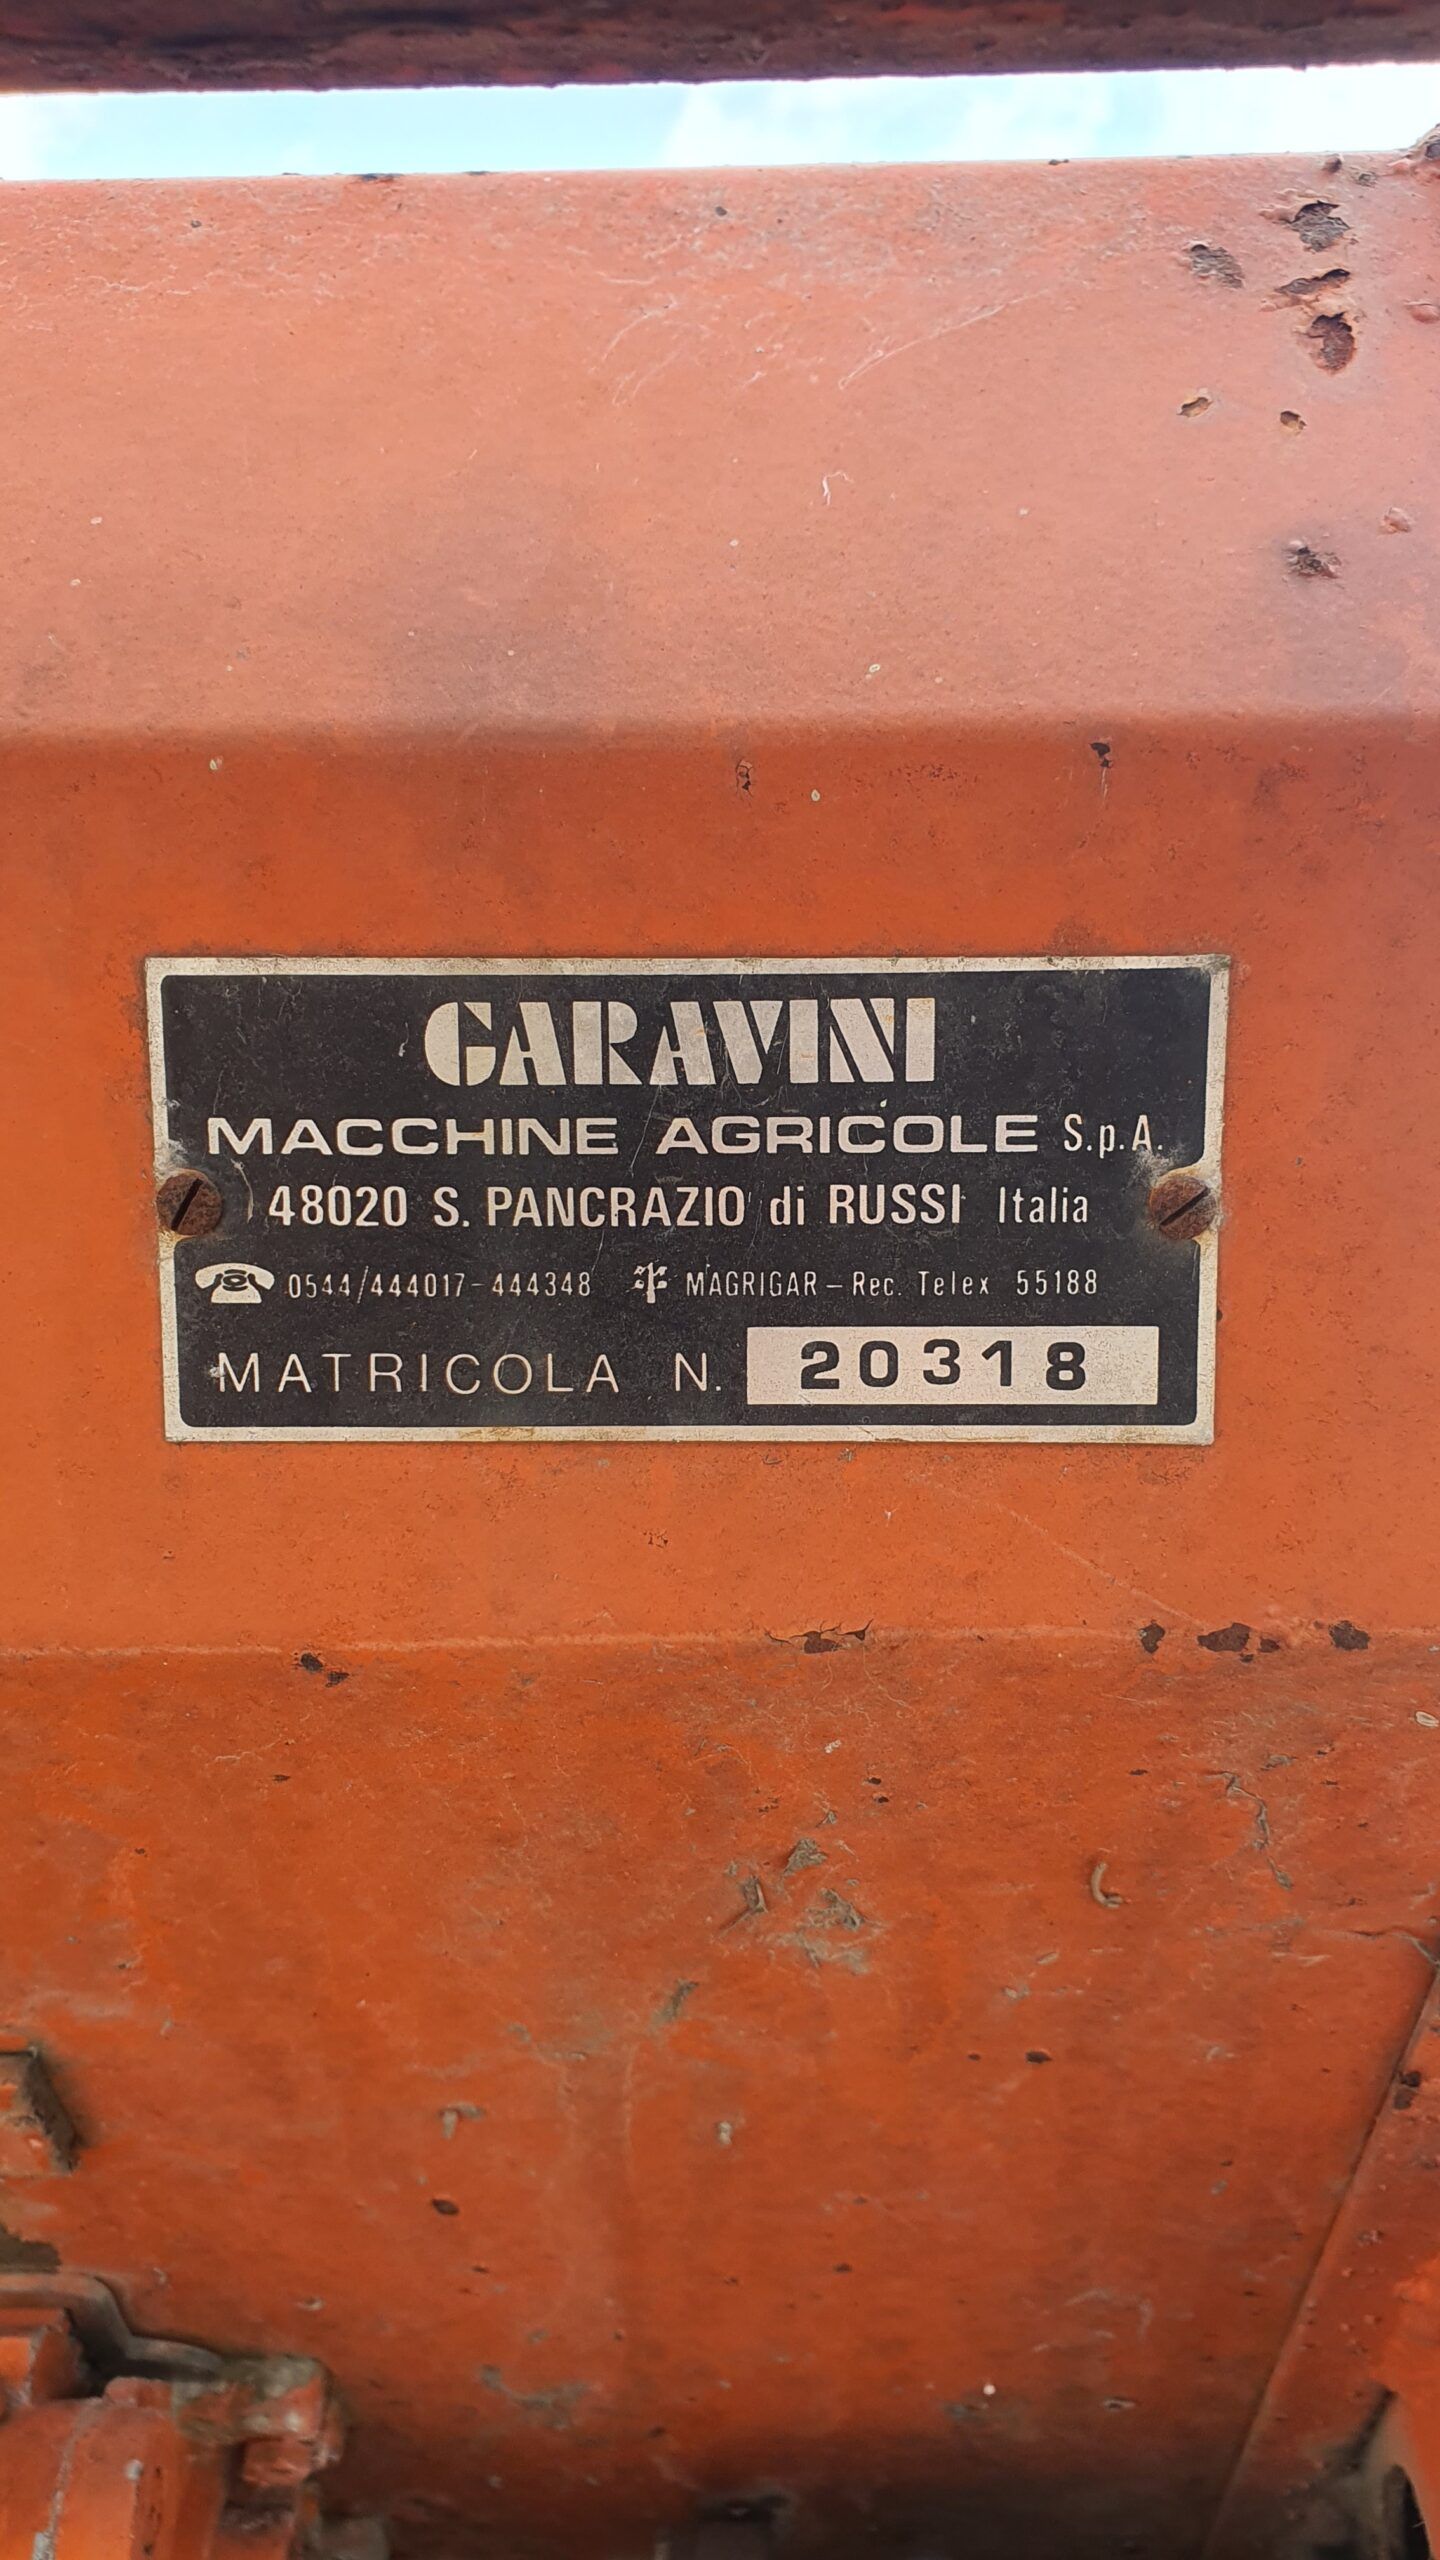 GARAVINI
MACCHINE AGRICOLE S.p.A.
48020 S. PANCRAZIO di RUSSI Italia
0544/444017-444348 MAGRIGAR - Rec. Telex 55188
MATRICOLA N. 20318